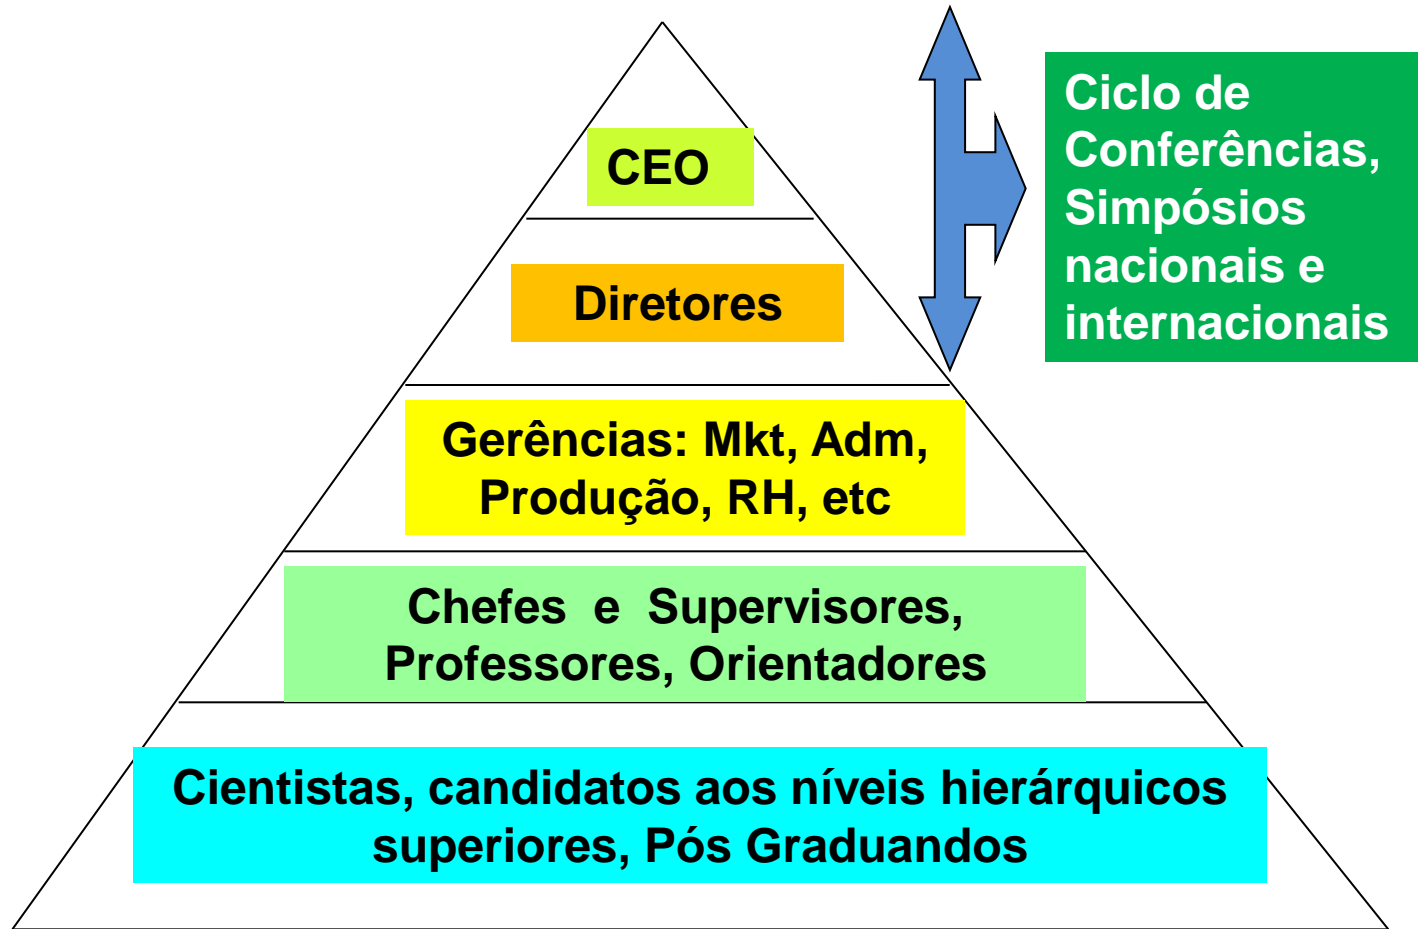 CEO
Diretores
Gerências: Mkt, Adm,
Produção, RH, etc
Chefes e Supervisores,
Professores, Orientadores
Cientistas, candidatos aos níveis hierárquicos
superiores, Pós Graduandos
Ciclo de
Conferências,
Simpósios
nacionais e
internacionais